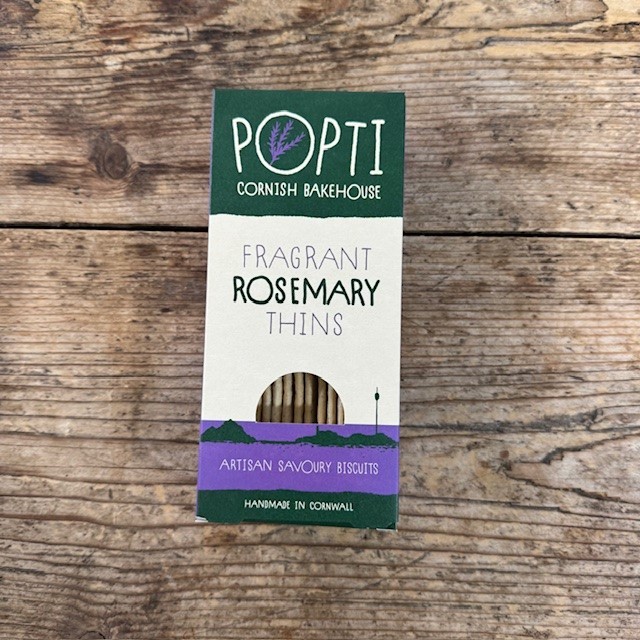 POPTI
CORNISH BAKEHOUSE
FRAGRANT
ROSEMARY
THINS
ARTISAN SAVOURY BISCUITS
HANDMADE IN CORNWALL